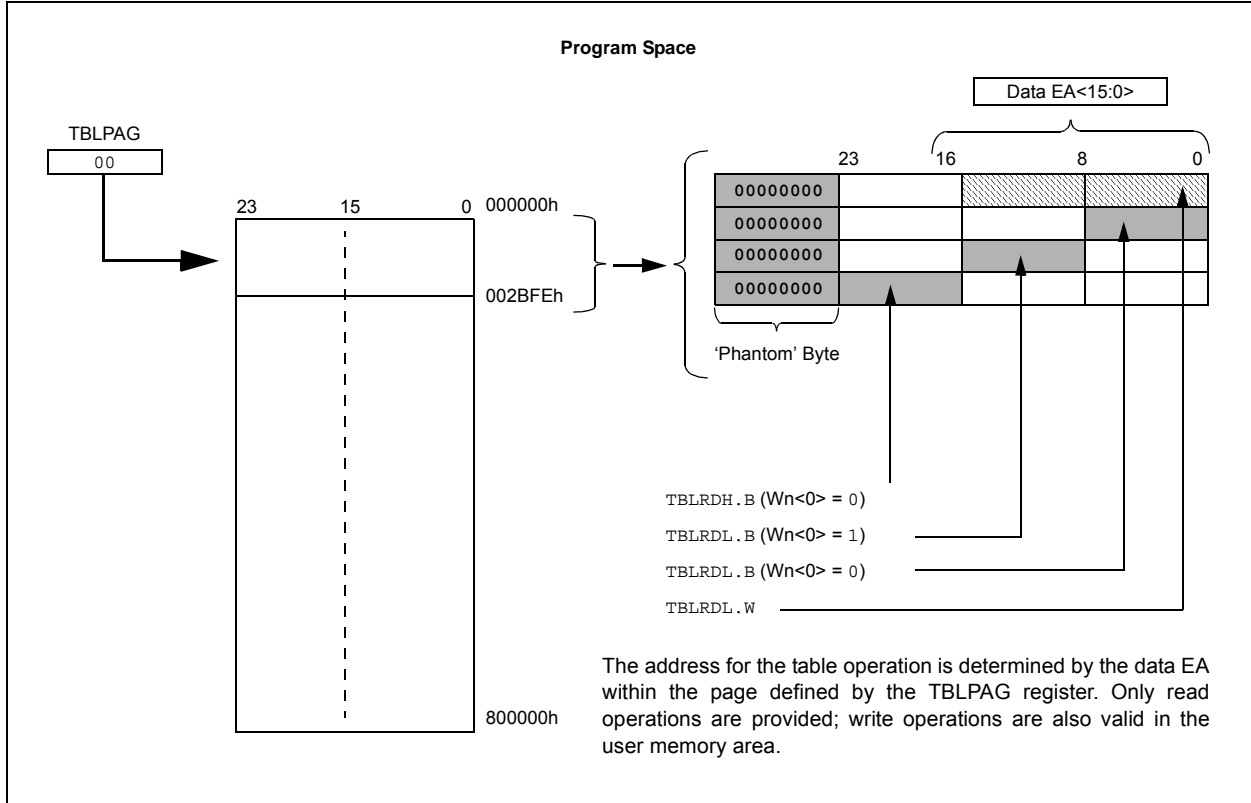 Program Space
Data EA<15:0>
TBLPAG
00
23 16 8 0
00000000
00000000
00000000
00000000
'Phantom' Byte
23 15 0
000000h
002BFEh
800000h
TBLRDH.B (Wn<0> = 0)
TBLRDL.B (Wn<0> = 1)
TBLRDL.B (Wn<0> = 0)
TBLRDL.W
The address for the table operation is determined by the data EA
within the page defined by the TBLPAG register. Only read
operations are provided; write operations are also valid in the
user memory area.